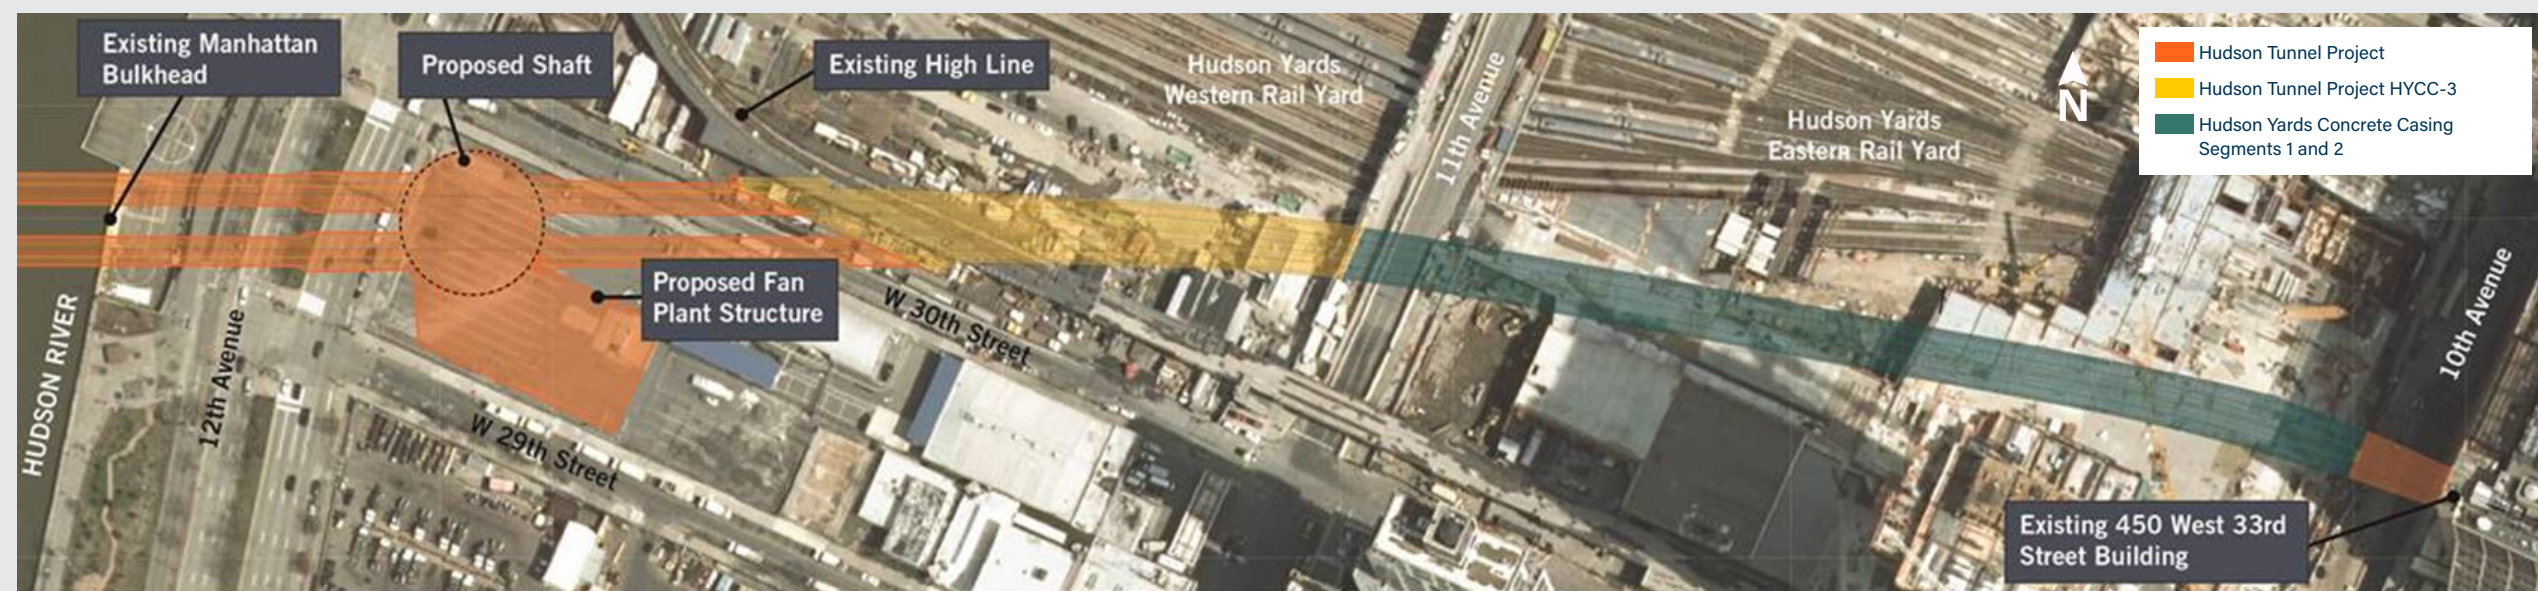 Existing Manhattan
Bulkhead
Proposed Shaft
Existing High Line
Hudson Yards
Western Rail Yard
11th Avenue
Hudson Yards
Eastern Rail Yard
N
Hudson Tunnel Project
Hudson Tunnel Project HYCC-3
Hudson Yards Concrete Casing
Segments 1 and 2
HUDSON RIVER
12th Avenue
Proposed Fan
Plant Structure
W 30th Street
W 29th Street
10th Avenue
Existing 450 West 33rd
Street Building